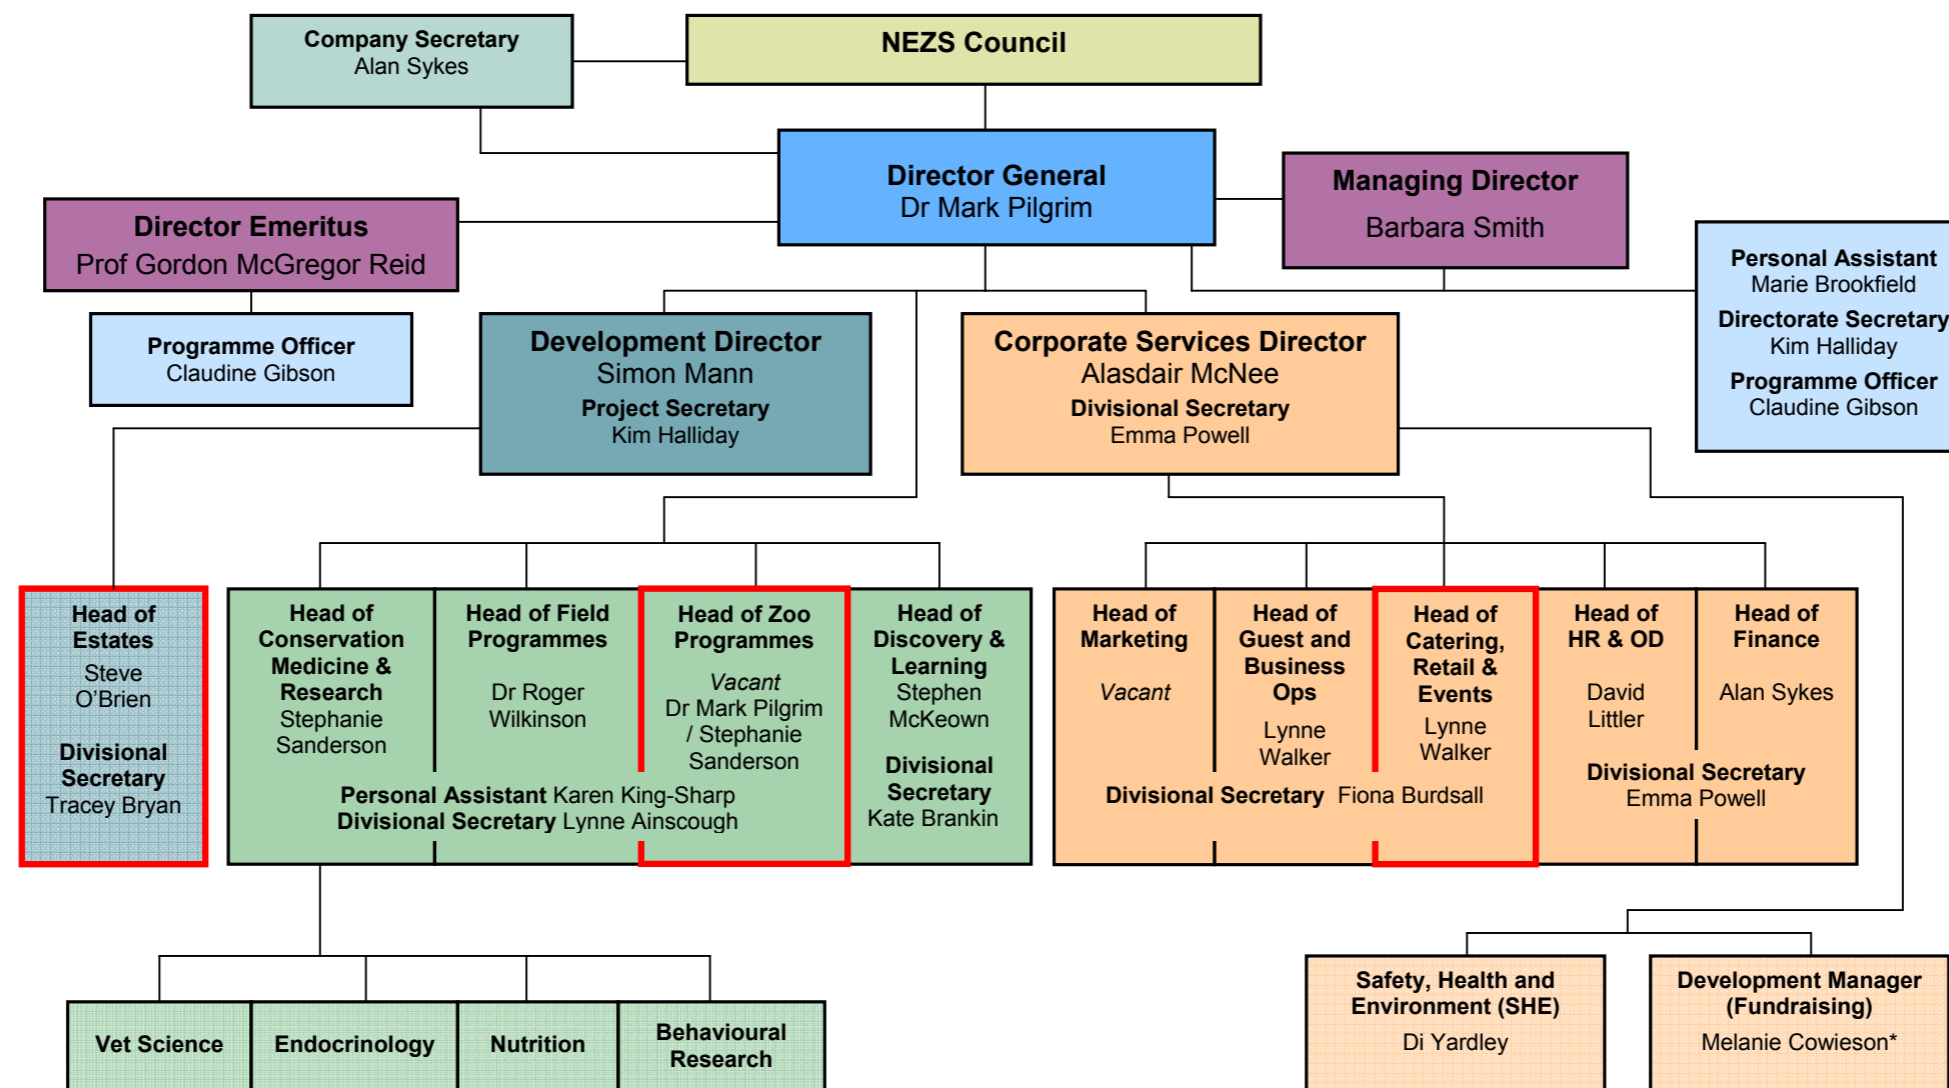 Company Secretary
Alan Sykes
NEZS Council
Director General
Dr Mark Pilgrim
Managing Director
Barbara Smith
Director Emeritus
Prof Gordon McGregor Reid
Personal Assistant
Marie Brookfield
Directorate Secretary
Kim Halliday
Programme Officer
Claudine Gibson
Programme Officer
Claudine Gibson
Development Director
Simon Mann
Project Secretary
Kim Halliday
Corporate Services Director
Alasdair McNee
Divisional Secretary
Emma Powell
Head of
Estates
Steve
O’Brien
Divisional
Secretary
Tracey Bryan
Head of
Conservation
Medicine &
Research
Stephanie
Sanderson
Head of Field
Programmes
Dr Roger
Wilkinson
Head of Zoo
Programmes
Vacant
Dr Mark Pilgrim
/ Stephanie
Sanderson
Personal Assistant Karen King-Sharp
Divisional Secretary Lynne Ainscough
Head of
Discovery &
Learning
Stephen
McKeown
Divisional
Secretary
Kate Brankin
Head of
Marketing
Vacant
Head of
Guest and
Business
Ops
Lynne
Walker
Head of
Catering,
Retail &
Events
Lynne
Walker
Divisional Secretary Fiona Burdsall
Head of
HR & OD
David
Littler
Head of
Finance
Alan Sykes
Divisional Secretary
Emma Powell
Vet Science
Endocrinology
Nutrition
Behavioural
Research
Safety, Health and
Environment (SHE)
Di Yardley
Development Manager
(Fundraising)
Melanie Cowieson*